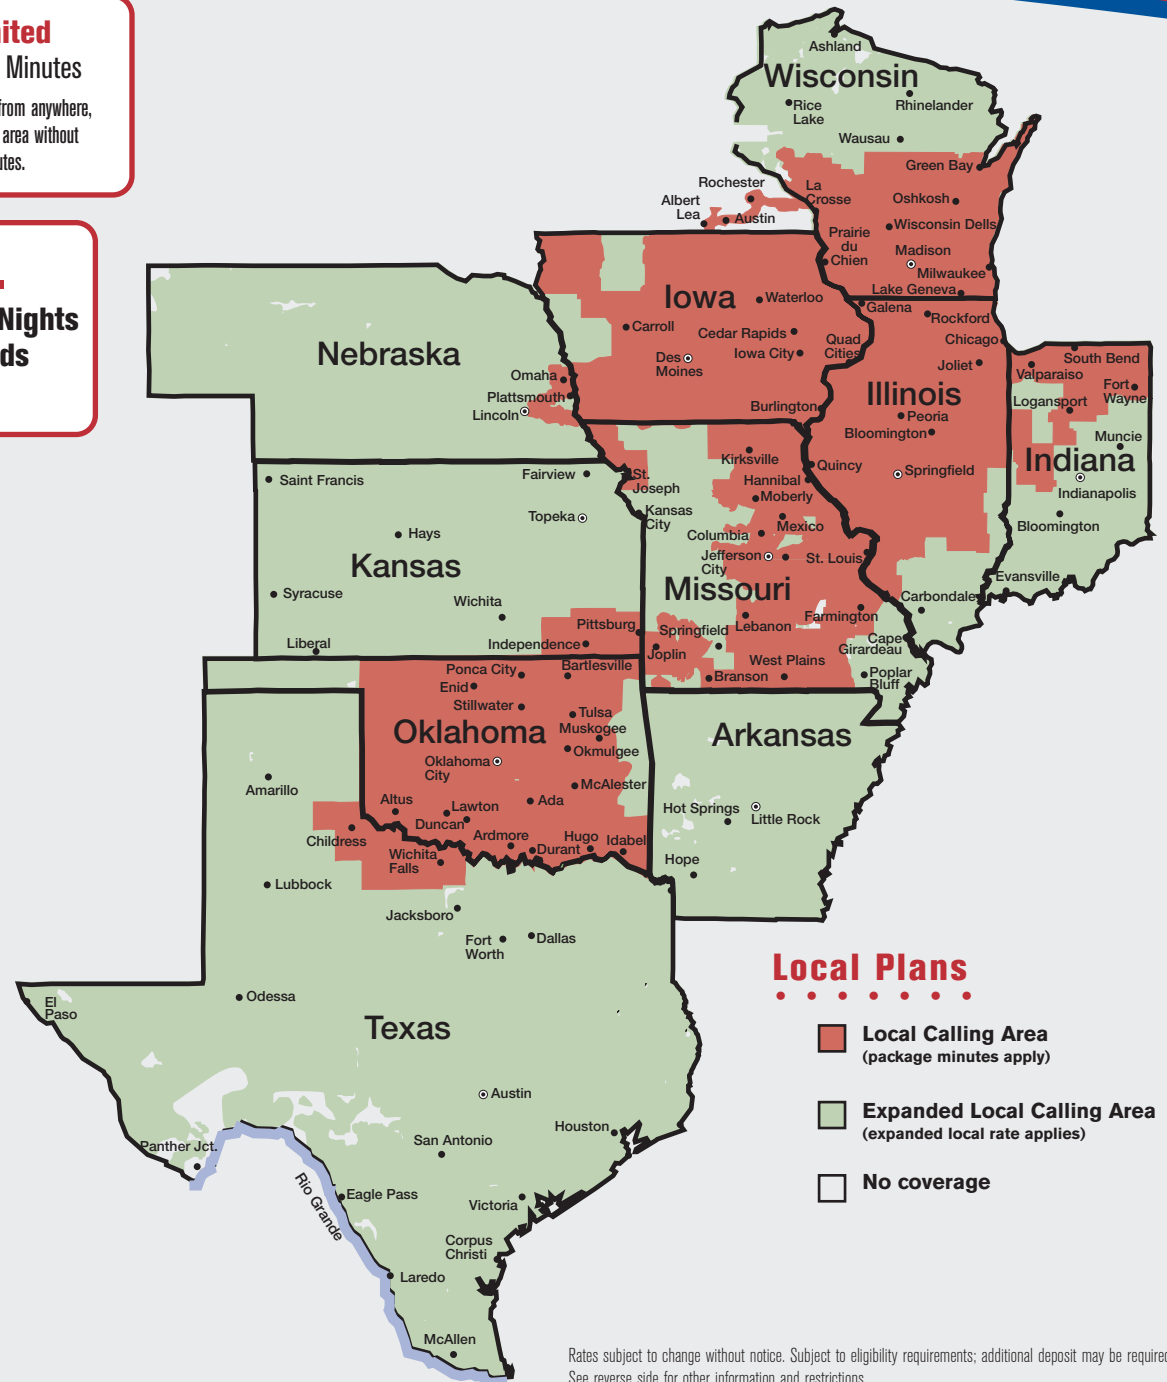 ited
Minutes
from anywhere,
area without
utes.
Nights
ds
Ashland
Wisconsin
Rice
Lake
Rhinelander
Wausau
Green Bay
Rochester
La
Crosse
Albert
Lea
Austin
Oshkosh
Wisconsin Dells
Prairie
du
Chien
Madison
Milwaukee
Lake Geneva
Iowa
Waterloo
Galena
Rockford
Carroll
Cedar Rapids
Quad
Cities
Chicago
Nebraska
Des
Moines
Iowa City
Joliet
South Bend
Valparaiso
Omaha
Plattsmouth
Lincoln
Burlington
Illinois
Peoria
Bloomington
Logansport
Fort
Wayne
Muncie
Kirksville
Quincy
Springfield
Indiana
Indianapolis
Saint Francis
Fairview
St.
Joseph
Hannibal
Moberly
Topeka
Kansas
City
Mexico
Columbia
Bloomington
Hays
Jefferson
City
St. Louis
Kansas
Missouri
Evansville
Syracuse
Wichita
Carbondale
Farmington
Pittsburg
Springfield
Lebanon
Cape
Girardeau
Liberal
Independence
Joplin
West Plains
Ponca City
Bartlesville
Branson
Poplar
Bluff
Enid
Stillwater
Tulsa
Muskogee
Oklahoma
Arkansas
Okmulgee
Oklahoma
City
Amarillo
McAlester
Altus
Lawton
Ada
Hot Springs
Little Rock
Duncan
Childress
Ardmore
Hugo
Idabel
Durant
Wichita
Falls
Hope
Lubbock
Jacksboro
Fort
Worth
Dallas
Local Plans
El
Paso
Odessa
Texas
Local Calling Area
(package minutes apply)
Austin
Expanded Local Calling Area
(expanded local rate applies)
Houston
Panther Jct.
San Antonio
No coverage
Rio Grande
Eagle Pass
Victoria
Corpus
Christi
Laredo
McAllen
Rates subject to change without notice. Subject to eligibility requirements; additional deposit may be required
See reverse side for other information and restrictions